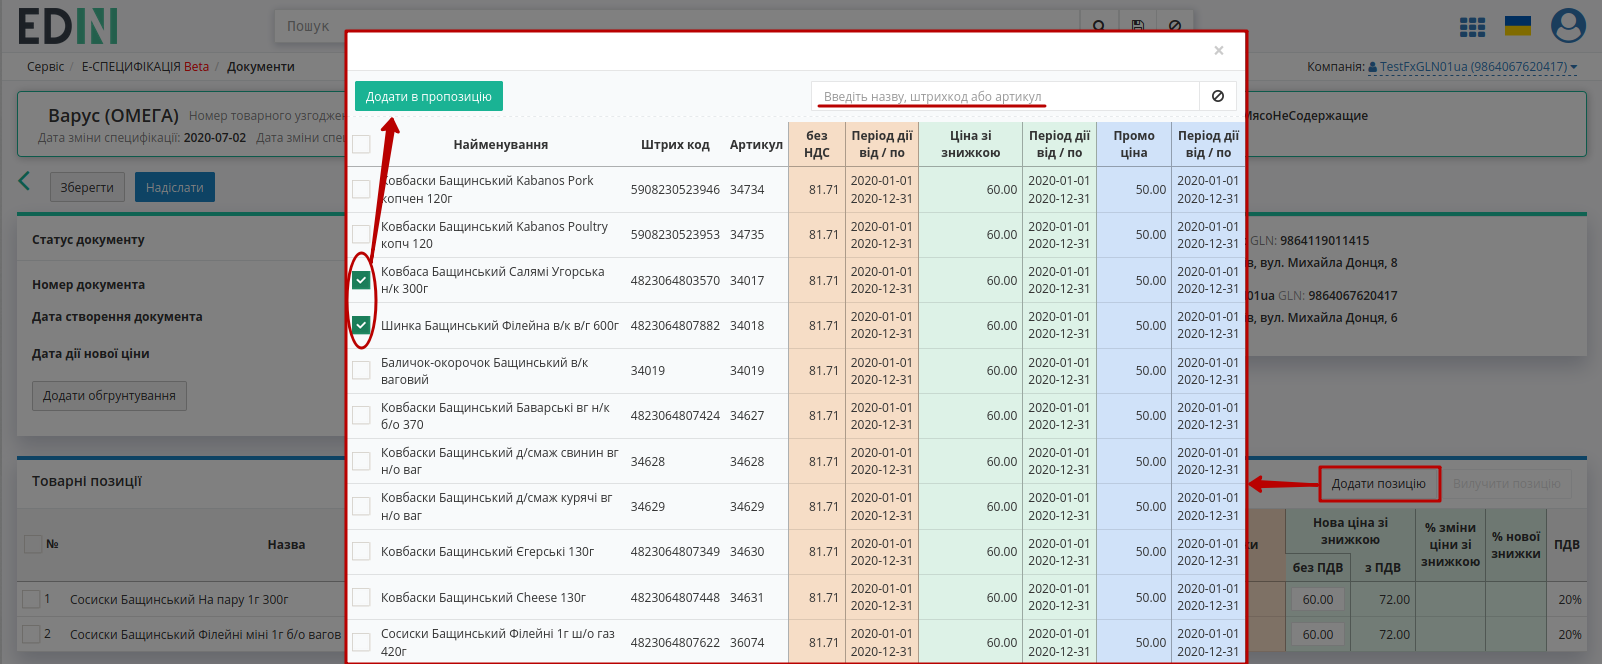 EDIN
Пошук
Сервіс / Е-СПЕЦИФІКАЦІЯ Beta / Документи
Компанія: TestFxGLN01ua (9864067620417)
×
Додати в пропозицію
Введіть назву, штрихкод або артикул
Варус (ОМЕГА) Номер товарного узгодже
Дата зміни специфікації: 2020-07-02 Дата зміни спец
МясоНеСодержащие
Зберегти
Надіслати
Статус документу
Номер документа
Дата створення документа
Дата дії нової ціни
Додати обгрунтування
GLN: 9864119011415
в, вул. Михайла Донця, 8
01ua GLN: 9864067620417
в, вул. Михайла Донця, 6
Найменування Штрих код Артикул без НДС Період дії від / по Ціна зі знижкою Період дії від / по Промо ціна Період дії від / по
Ковбаски Бащинський Kabanos Pork копчен 120г 5908230523946 34734 81.71 2020-01-01 2020-12-31 60.00 2020-01-01 2020-12-31 50.00 2020-01-01 2020-12-31
Ковбаски Бащинський Kabanos Poultry копч 120 5908230523953 34735 81.71 2020-01-01 2020-12-31 60.00 2020-01-01 2020-12-31 50.00 2020-01-01 2020-12-31
Ковбаса Бащинський Салямі Угорська н/к 300г 4823064803570 34017 81.71 2020-01-01 2020-12-31 60.00 2020-01-01 2020-12-31 50.00 2020-01-01 2020-12-31
Шинка Бащинський Філейна в/к в/г 600г 4823064807882 34018 81.71 2020-01-01 2020-12-31 60.00 2020-01-01 2020-12-31 50.00 2020-01-01 2020-12-31
Баличок-окорочок Бащинський в/к ваговий 34019 34019 81.71 2020-01-01 2020-12-31 60.00 2020-01-01 2020-12-31 50.00 2020-01-01 2020-12-31
Ковбаски Бащинський Баварські вг н/к б/о 370 4823064807424 34627 81.71 2020-01-01 2020-12-31 60.00 2020-01-01 2020-12-31 50.00 2020-01-01 2020-12-31
Ковбаски Бащинський д/смаж свинин вг н/о ваг 34628 34628 81.71 2020-01-01 2020-12-31 60.00 2020-01-01 2020-12-31 50.00 2020-01-01 2020-12-31
Ковбаски Бащинський д/смаж курячі вг н/о ваг 34629 34629 81.71 2020-01-01 2020-12-31 60.00 2020-01-01 2020-12-31 50.00 2020-01-01 2020-12-31
Ковбаски Бащинський Єгерські 130г 4823064807349 34630 81.71 2020-01-01 2020-12-31 60.00 2020-01-01 2020-12-31 50.00 2020-01-01 2020-12-31
Ковбаски Бащинський Cheese 130г 4823064807448 34631 81.71 2020-01-01 2020-12-31 60.00 2020-01-01 2020-12-31 50.00 2020-01-01 2020-12-31
Сосиски Бащинський Філейні 1г ш/о газ 420г 4823064807622 36074 81.71 2020-01-01 2020-12-31 60.00 2020-01-01 2020-12-31 50.00 2020-01-01 2020-12-31
Товарні позиції
Додати позицію
Вилучити позицію
№ Назва ки Нова ціна зі знижкою % зміни ціни зі знижкою % нової знижки ПДВ
без ПДВ з ПДВ
1 Сосиски Бащинський На пару 1г 300г 60.00 72.00 20%
2 Сосиски Бащинський Філейні міні 1г б/о вагов 60.00 72.00 20%